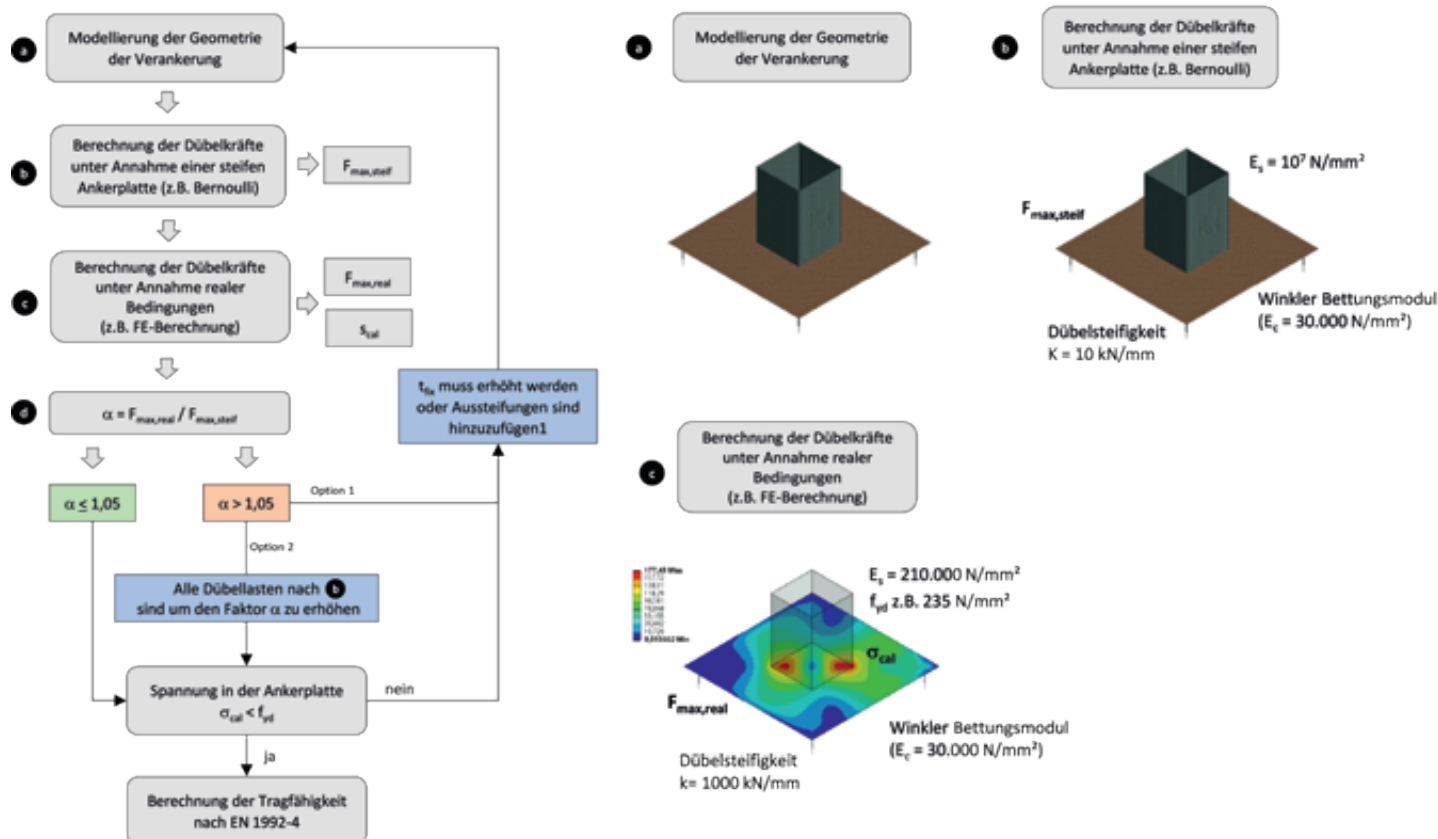 a
Modellierung der Geometrie
der Verankerung
b
Berechnung der Dübelkräfte
unter Annahme einer steifen
Ankerplatte (z.B. Bernoulli)
Fmax,steif
c
Berechnung der Dübelkräfte
unter Annahme realer
Bedingungen
(z.B. FE-Berechnung)
Fmax,real
scal
d
α = Fmax,real / Fmax,steif
tfix muss erhöht werden
oder Aussteifungen sind
hinzuzufügen1
α ≤ 1,05
α > 1,05
Option 1
Option 2
Alle Dübellasten nach b
sind um den Faktor α zu erhöhen
Spannung in der Ankerplatte
σcal < fyd
nein
ja
Berechnung der Tragfähigkeit
nach EN 1992-4
a
Modellierung der Geometrie
der Verankerung
b
Berechnung der Dübelkräfte
unter Annahme einer steifen
Ankerplatte (z.B. Bernoulli)
Es = 10⁷ N/mm²
Fmax,steif
Winkler Bettungsmodul
(Ec = 30.000 N/mm²)
Dübelsteifigkeit
K = 10 kN/mm
c
Berechnung der Dübelkräfte
unter Annahme realer
Bedingungen
(z.B. FE-Berechnung)
Es = 210.000 N/mm²
fyd z.B. 235 N/mm²
σcal
Fmax,real
Winkler Bettungsmodul
(Ec = 30.000 N/mm²)
Dübelsteifigkeit
k= 1000 kN/mm